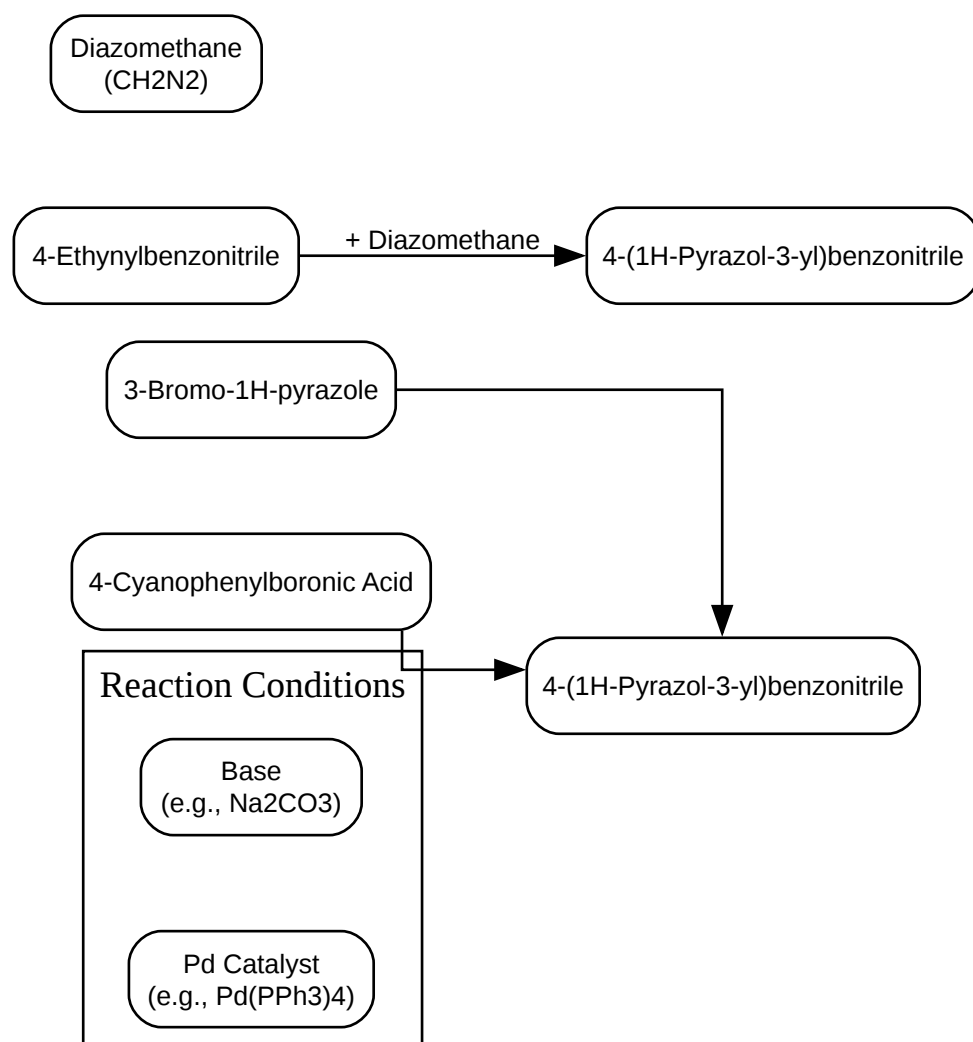 Diazomethane
(CH2N2)
4-Ethynylbenzonitrile
+ Diazomethane
4-(1H-Pyrazol-3-yl)benzonitrile
3-Bromo-1H-pyrazole
4-Cyanophenylboronic Acid
4-(1H-Pyrazol-3-yl)benzonitrile
Reaction Conditions
Base
(e.g., Na2CO3)
Pd Catalyst
(e.g., Pd(PPh3)4)